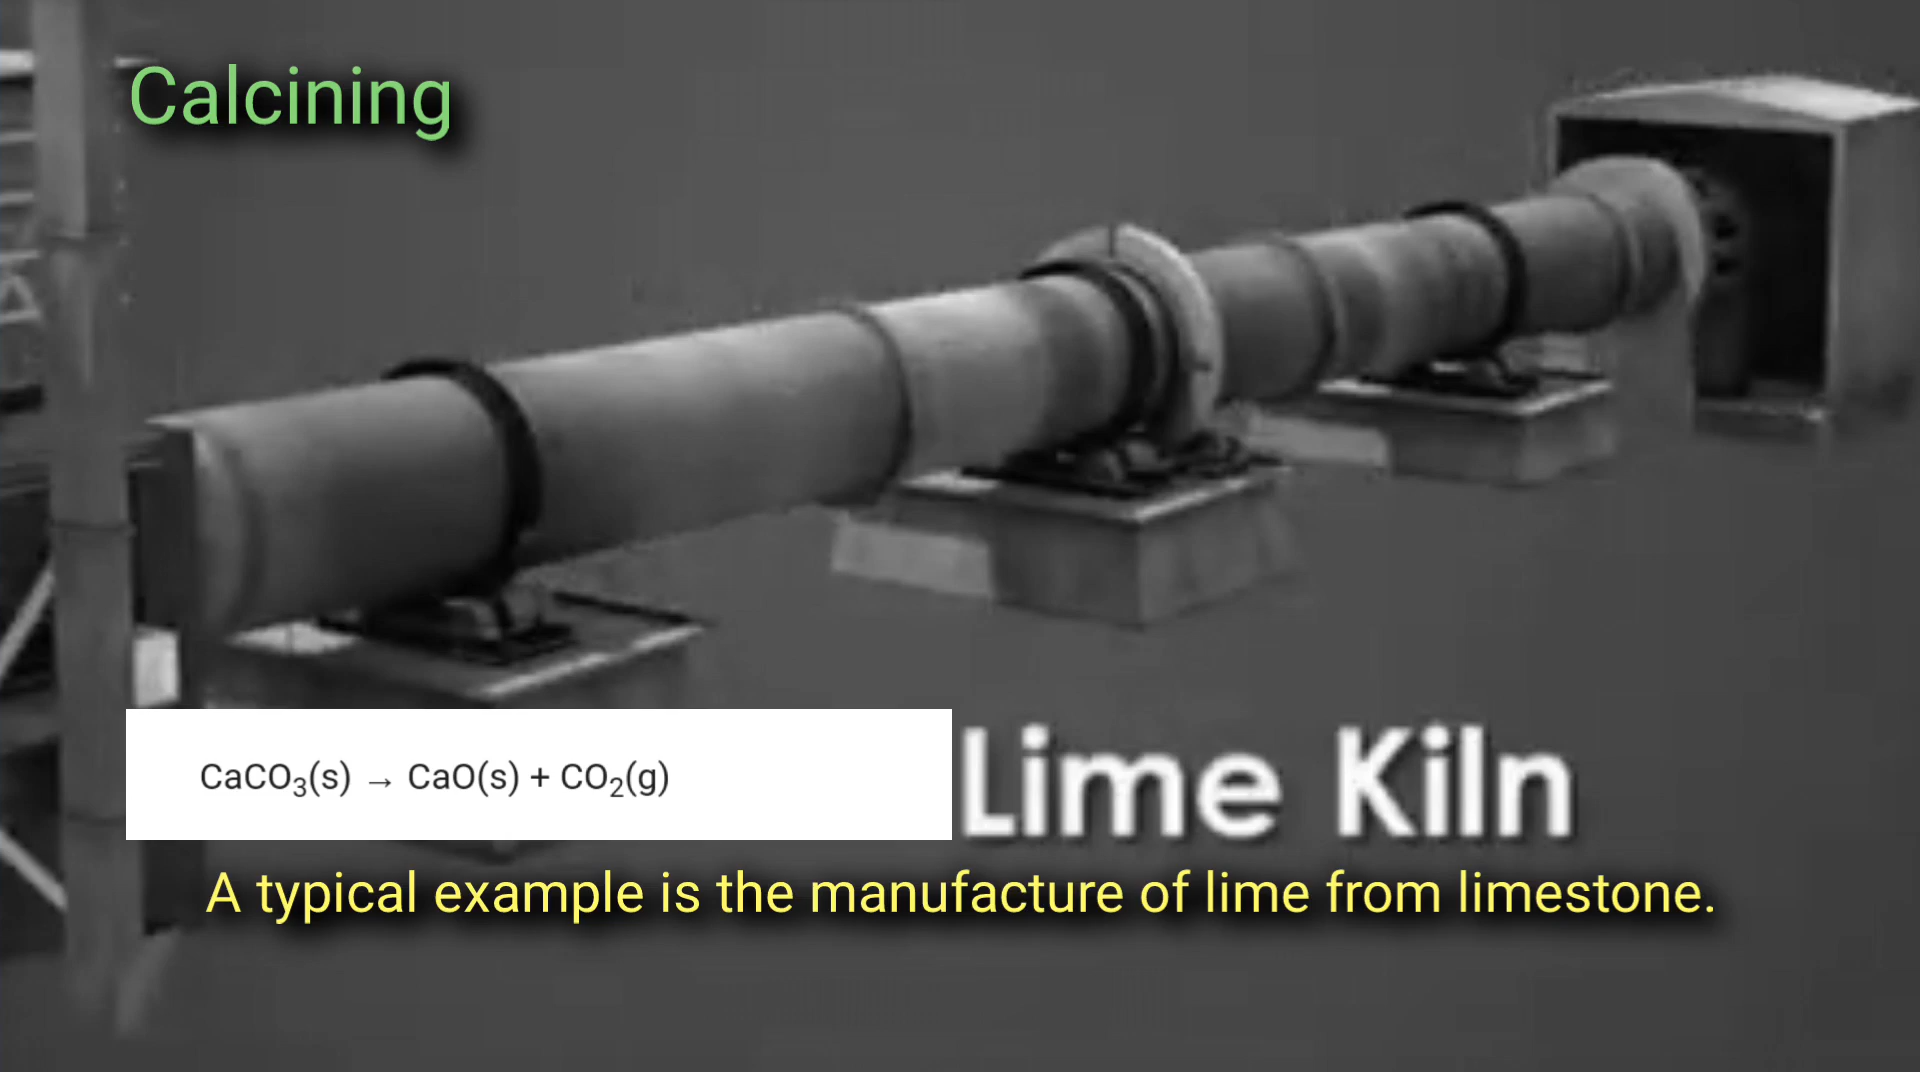 Calcining
CaCO₃(s) → CaO(s) + CO₂(g)
Lime Kiln
A typical example is the manufacture of lime from limestone.